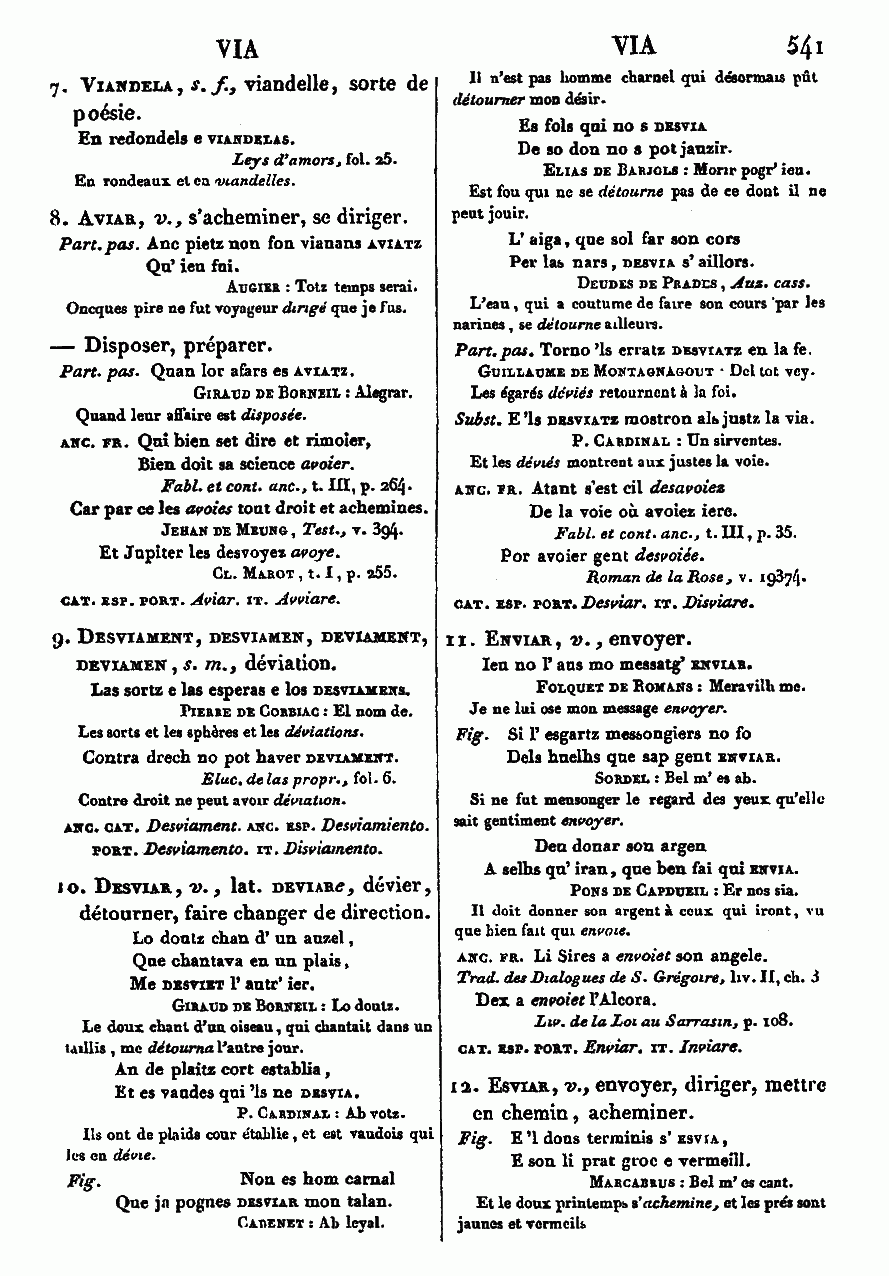 VIA
7. Viandela, s. f., viandelle, sorte de
poésie.
En redondels e viandelas.
Leys d'amors, fol. 25.
En rondeaux et en viandelles.
8. Aviar, v., s'acheminer, se diriger.
Part. pas. Anc pietz non fon vianans aviatz
Qu' ieu fui.
Augier : Totz temps serai.
Oncques pire ne fut voyageur dirigé que je fus.
— Disposer, préparer.
Part. pas. Quan lor afars es aviatz.
Giraud de Borneil : Alegrar.
Quand leur affaire est disposée.
anc. fr. Qui bien set dire et rimoier,
Bien doit sa science avoier.
Fabl. et cont. anc., t. III, p. 264.
Car par ce les avoies tout droit et achemines.
Jehan de Meung, Test., v. 394.
Et Jupiter les desvoyez avoye.
Cl. Marot, t. I, p. 255.
cat. esp. port. Aviar. it. Avviare.
9. Desviament, desviamen, deviament,
deviamen, s. m., déviation.
Las sortz e las esperas e los desviamens.
Pierre de Corbiac : El nom de.
Les sorts et les sphères et les déviations.
Contra drech no pot haver deviament.
Eluc. de las propr., fol. 6.
Contre droit ne peut avoir déviation.
anc. cat. Desviament. anc. esp. Desviamiento.
port. Desviamento. it. Disviamento.
10. Desviar, v., lat. deviare, dévier,
détourner, faire changer de direction.
Lo doutz chan d' un auzel,
Que chantava en un plais,
Me desviet l' autr' ier.
Giraud de Borneil : Lo doutz.
Le doux chant d'un oiseau, qui chantait dans un
taillis, me détourna l'autre jour.
An de plaitz cort establia,
Et es vaudes qui 'ls ne desvia.
P. Cardinal : Ab votz.
Ils ont de plaids cour établie, et est vaudois qui
les en dévie.
Fig. Non es hom carnal
Que ja pognes desviar mon talan.
Cadenet : Ab leyal.
VIA 541
Il n'est pas homme charnel qui désormais pût
détourner mon désir.
Es fols qui no s desvia
De so don no s pot jauzir.
Elias de Barjols : Morir pogr' ieu.
Est fou qui ne se détourne pas de ce dont il ne
peut jouir.
L' aiga, que sol far son cors
Per las nars, desvia s' aillors.
Deudes de Prades, Auz. cass.
L'eau, qui a coutume de faire son cours par les
narines, se détourne ailleurs.
Part. pas. Torno 'ls erratz desviatz en la fe.
Guillaume de Montagnagout : Del tot vey.
Les égarés déviés retournent à la foi.
Subst. E 'ls desviatz mostron als justz la via.
P. Cardinal : Un sirventes.
Et les déviés montrent aux justes la voie.
anc. fr. Atant s'est cil desavoiez
De la voie où avoiez iere.
Fabl. et cont. anc., t. III, p. 35.
Por avoier gent desvoiée.
Roman de la Rose, v. 19374.
cat. esp. port. Desviar. it. Disviare.
11. Enviar, v., envoyer.
Ieu no l' aus mo messatg' enviar.
Folquet de Romans : Meravilh me.
Je ne lui ose mon message envoyer.
Fig. Si l' esgartz messongiers no fo
Dels huelhs que sap gent enviar.
Sordel : Bel m' es ab.
Si ne fut mensonger le regard des yeux qu'elle
sait gentiment envoyer.
Deu donar son argen
A selhs qu' iran, que ben fai qui envia.
Pons de Capdueil : Er nos sia.
Il doit donner son argent à ceux qui iront, vu
que bien fait qui envoie.
anc. fr. Li Sires a envoiet son angele.
Trad. des Dialogues de S. Grégoire, liv. II, ch. 3
Dex a envoiet l'Alcora.
Liv. de la Loi au Sarrasin, p. 108.
cat. esp. port. Enviar. it. Inviare.
12. Esviar, v., envoyer, diriger, mettre
en chemin, acheminer.
Fig. E 'l dous terminis s' esvia,
E son li prat groc e vermeill.
Marcabrus : Bel m' es cant.
Et le doux printemps s'achemine, et les prés sont
jaunes et vermeils